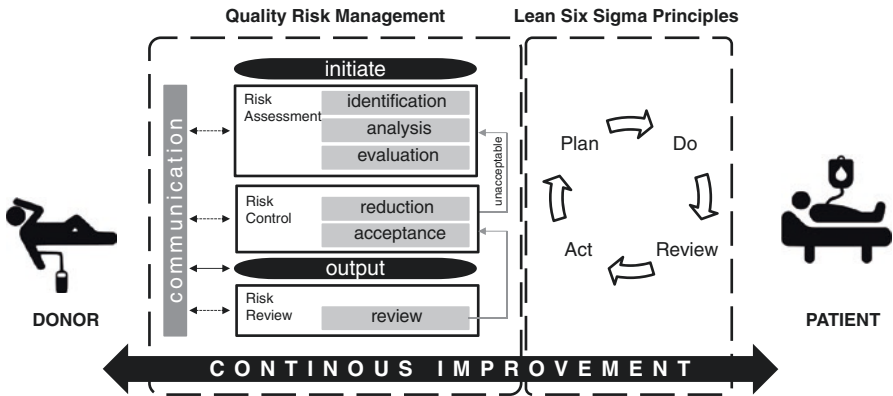 Quality Risk Management
Lean Six Sigma Principles
initiate
communication
Risk
Assessment
identification
analysis
evaluation
unacceptable
Risk
Control
reduction
acceptance
output
Risk
Review
review
Plan
Do
Review
Act
DONOR
PATIENT
CONTINOUS IMPROVEMENT